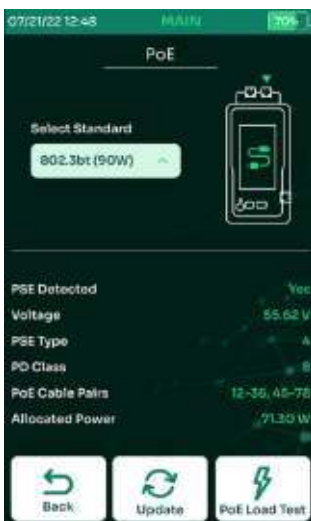 07/21/22 12:48 MAIN 70%
PoE
Select Standard
802.3bt (90W)
PSE Detected Yes
Voltage 55.62 V
PSE Type 4
PD Class 8
PoE Cable Pairs 12-36, 45-78
Allocated Power 71.30 W
Back Update PoE Load Test